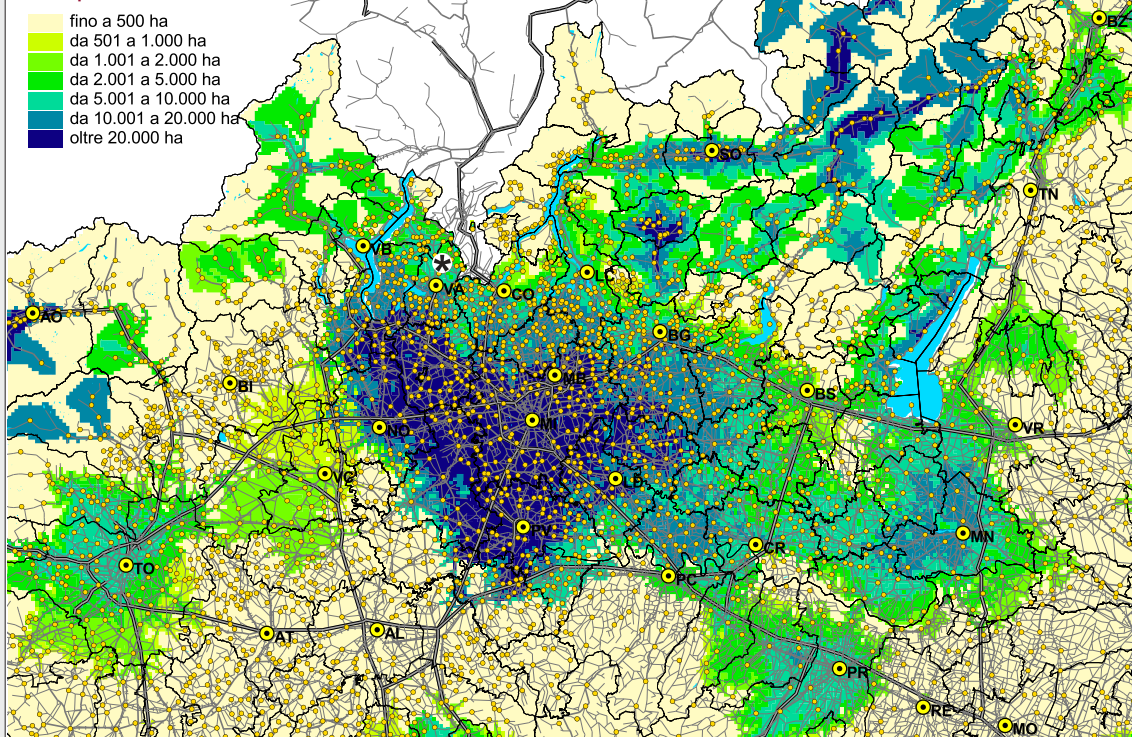 fino a 500 ha
da 501 a 1.000 ha
da 1.001 a 2.000 ha
da 2.001 a 5.000 ha
da 5.001 a 10.000 ha
da 10.001 a 20.000 ha
oltre 20.000 ha
BZ
SO
TN
VB
*
VA
CO
LC
AO
BG
BI
MB
BS
NO
MI
VR
VC
LO
PV
MN
CR
TO
PC
AT
AL
PR
RE
MO